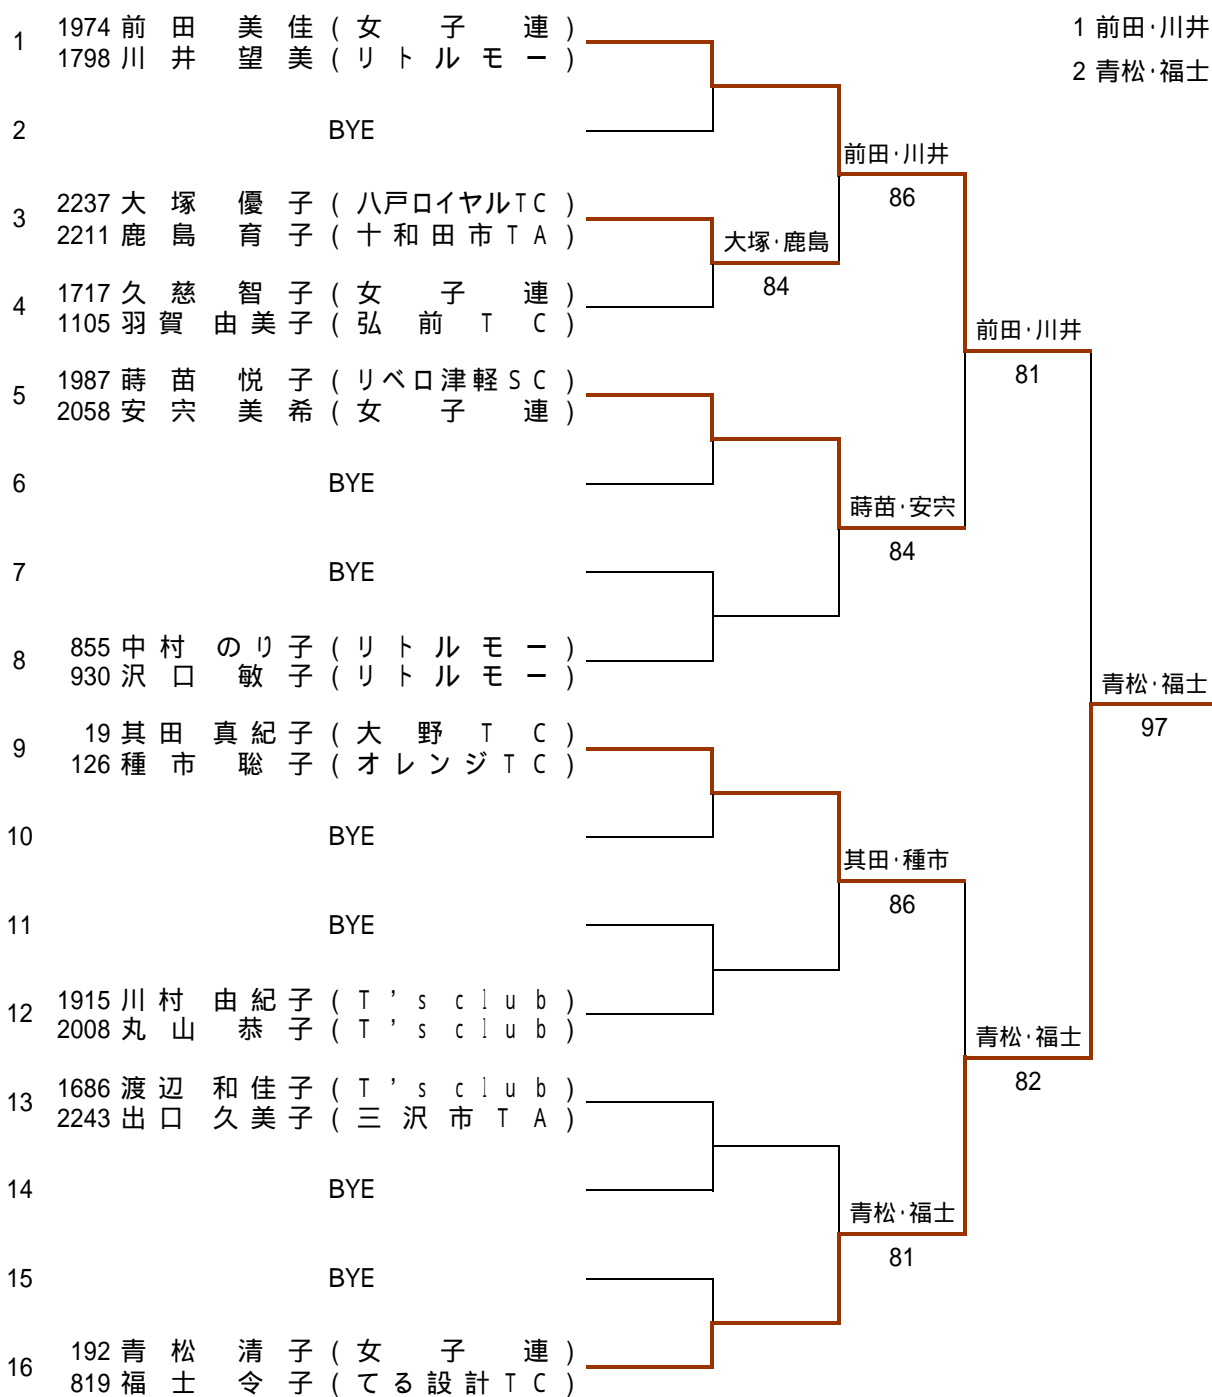 1 1974 前田 美佳 (女子連)
1798 川井 望美 (リトルモー)
2 BYE
3 2237 大塚 優子 (八戸ロイヤルTC)
2211 鹿島 育子 (十和田市TA)
4 1717 久慈 智子 (女子連)
1105 羽賀 由美子 (弘前TC)
5 1987 蒔苗 悦子 (リベロ津軽SC)
2058 安宍 美希 (女子連)
6 BYE
7 BYE
8 855 中村 のり子 (リトルモー)
930 沢口 敏子 (リトルモー)
9 19 其田 真紀子 (大野TC)
126 種市 聡子 (オレンジTC)
10 BYE
11 BYE
12 1915 川村 由紀子 (T's club)
2008 丸山 恭子 (T's club)
13 1686 渡辺 和佳子 (T's club)
2243 出口 久美子 (三沢市TA)
14 BYE
15 BYE
16 192 青松 清子 (女子連)
819 福士 令子 (てる設計TC)
大塚・鹿島
84
前田・川井
86
蒔苗・安宍
84
其田・種市
86
青松・福士
81
前田・川井
81
青松・福士
82
青松・福士
97
1 前田・川井
2 青松・福士